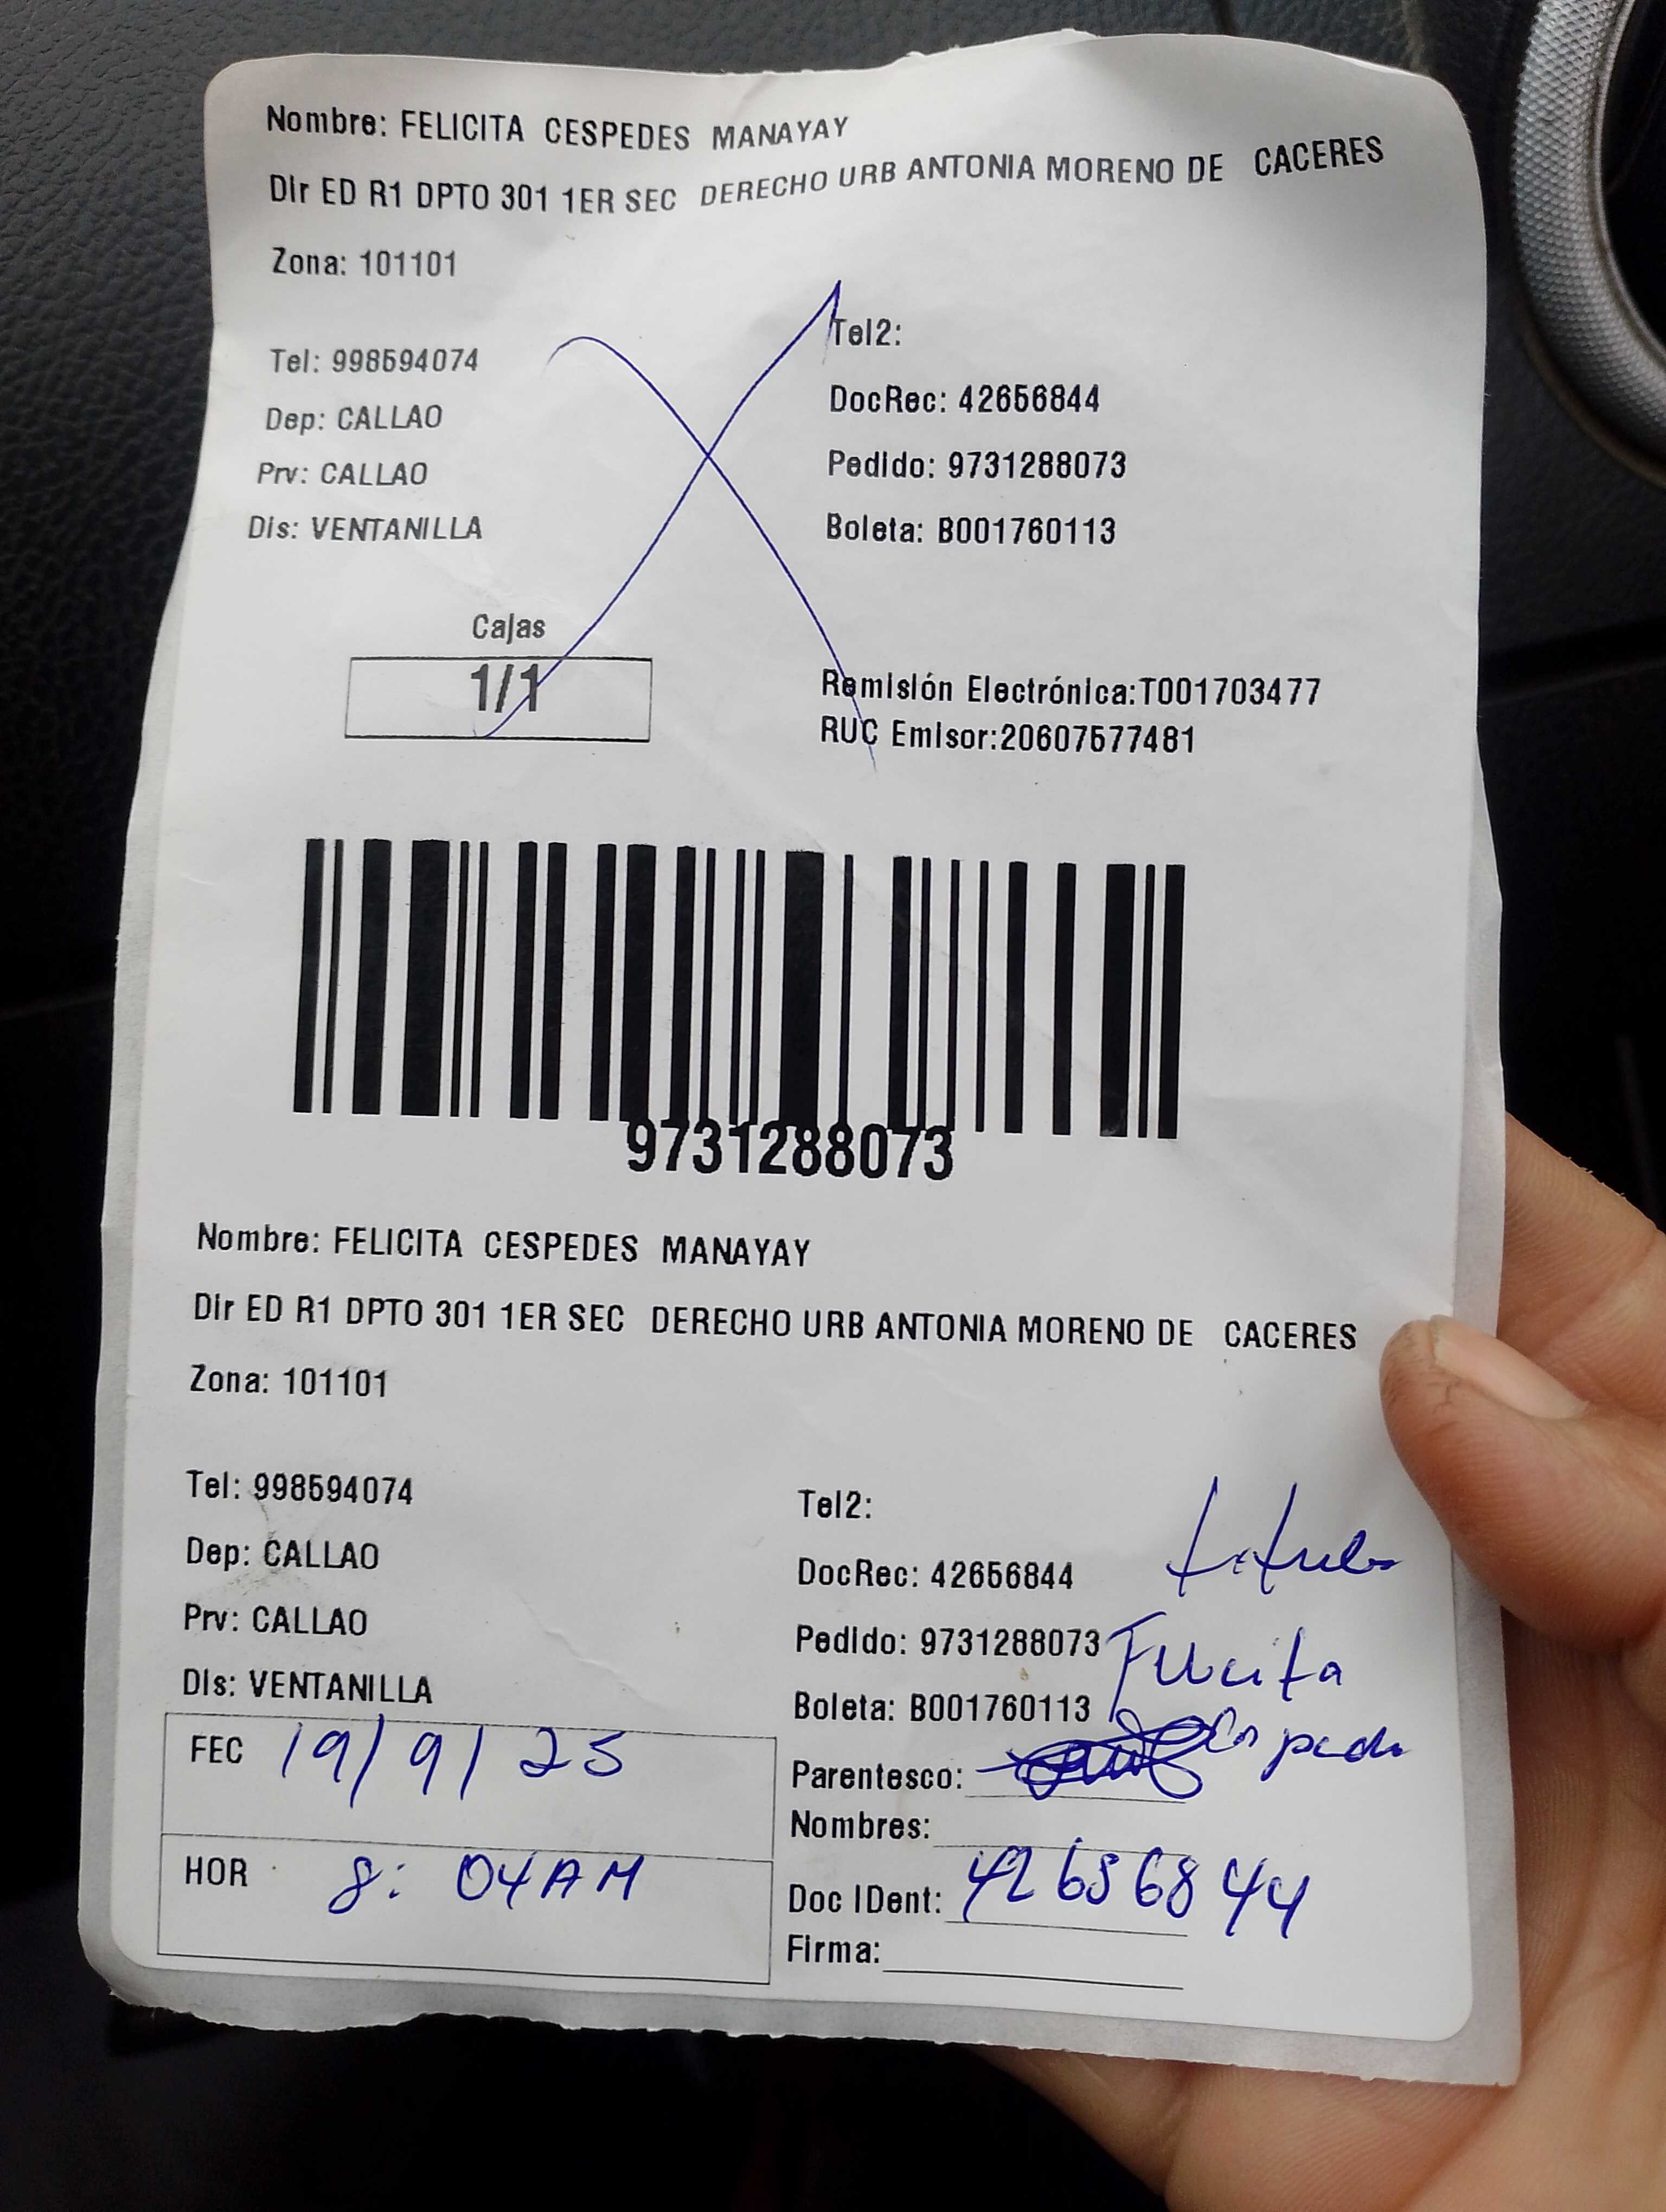 Nombre: FELICITA CESPEDES MANAYAY
Dir ED R1 DPTO 301 1ER SEC DERECHO URB ANTONIA MORENO DE CACERES
Zona: 101101
Tel: 998594074
Tel2:
Dep: CALLAO
DocRec: 42656844
Prv: CALLAO
Pedido: 9731288073
Dis: VENTANILLA
Boleta: B001760113
Cajas
1/1
Remisión Electrónica:T001703477
RUC Emisor:20607577481
9731288073
Nombre: FELICITA CESPEDES MANAYAY
Dir ED R1 DPTO 301 1ER SEC DERECHO URB ANTONIA MORENO DE CACERES
Zona: 101101
Tel: 998594074
Tel2:
Dep: CALLAO
DocRec: 42656844
titular
Prv: CALLAO
Pedido: 9731288073
Dis: VENTANILLA
Boleta: B001760113
FEC 19/9/25
Parentesco:
Nombres:
HOR 8:04AM
Doc IDent: 42656844
Firma: